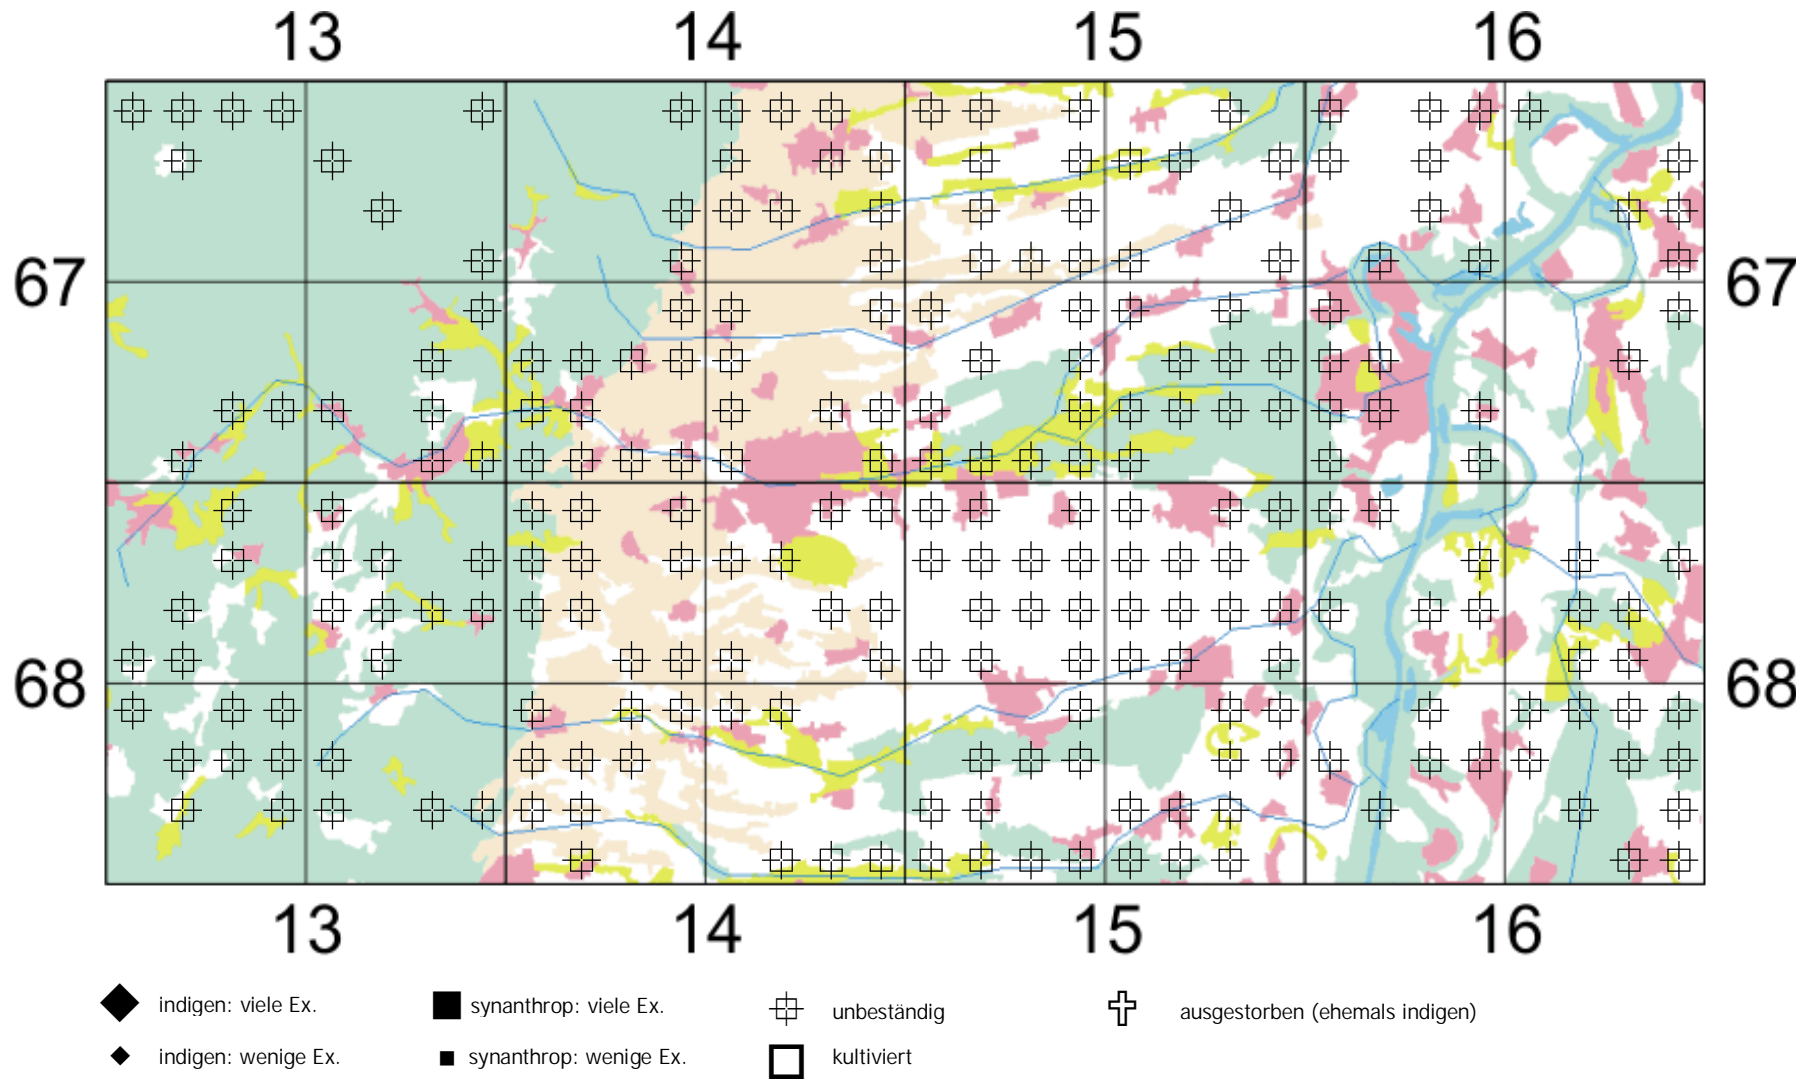 13 14 15 16
67 67
68 68
13 14 15 16
indigen: viele Ex. synanthrop: viele Ex. unbeständig ausgestorben (ehemals indigen)
indigen: wenige Ex. synanthrop: wenige Ex. kultiviert